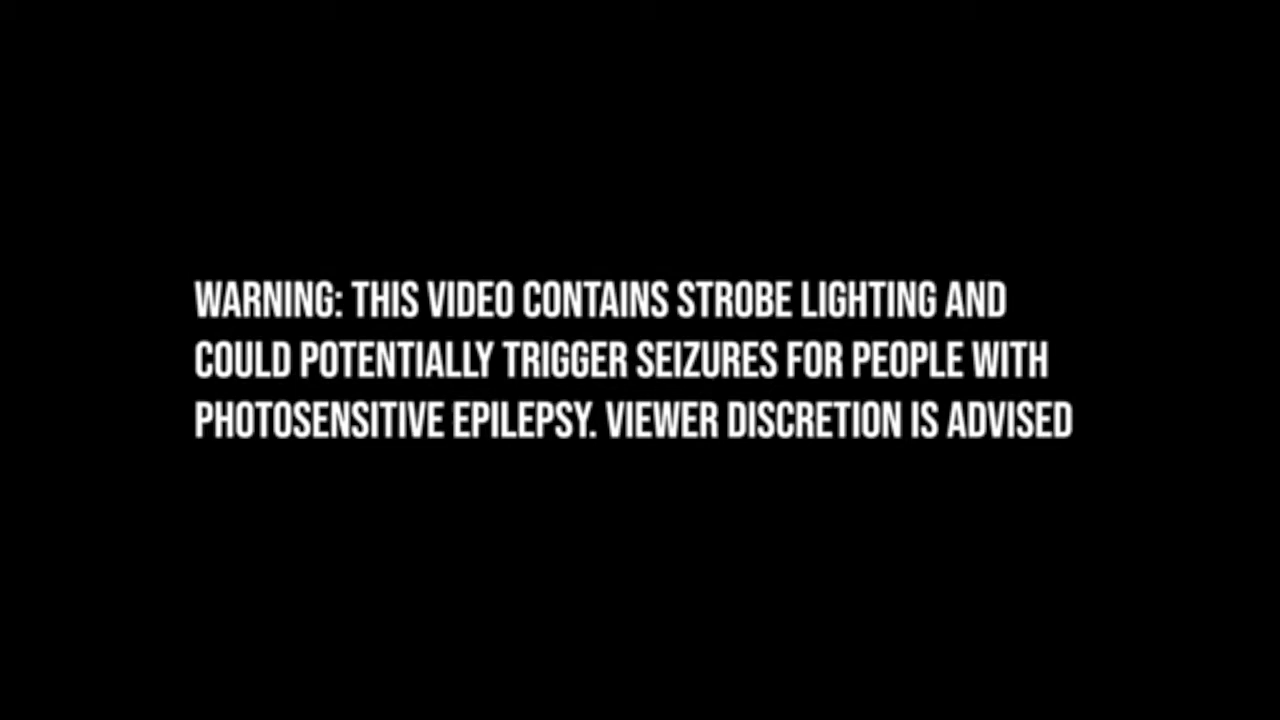 WARNING: THIS VIDEO CONTAINS STROBE LIGHTING AND
COULD POTENTIALLY TRIGGER SEIZURES FOR PEOPLE WITH
PHOTOSENSITIVE EPILEPSY. VIEWER DISCRETION IS ADVISED